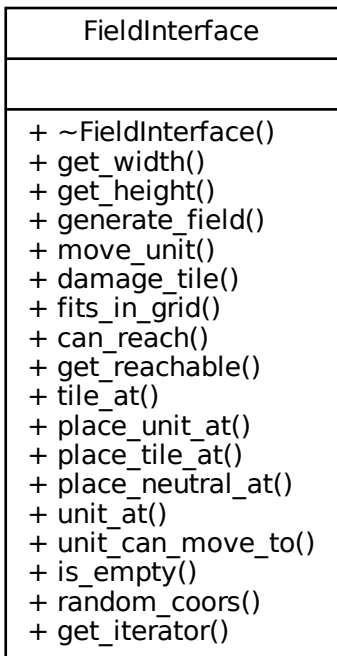 FieldInterface
+ ~FieldInterface()
+ get_width()
+ get_height()
+ generate_field()
+ move_unit()
+ damage_tile()
+ fits_in_grid()
+ can_reach()
+ get_reachable()
+ tile_at()
+ place_unit_at()
+ place_tile_at()
+ place_neutral_at()
+ unit_at()
+ unit_can_move_to()
+ is_empty()
+ random_coors()
+ get_iterator()